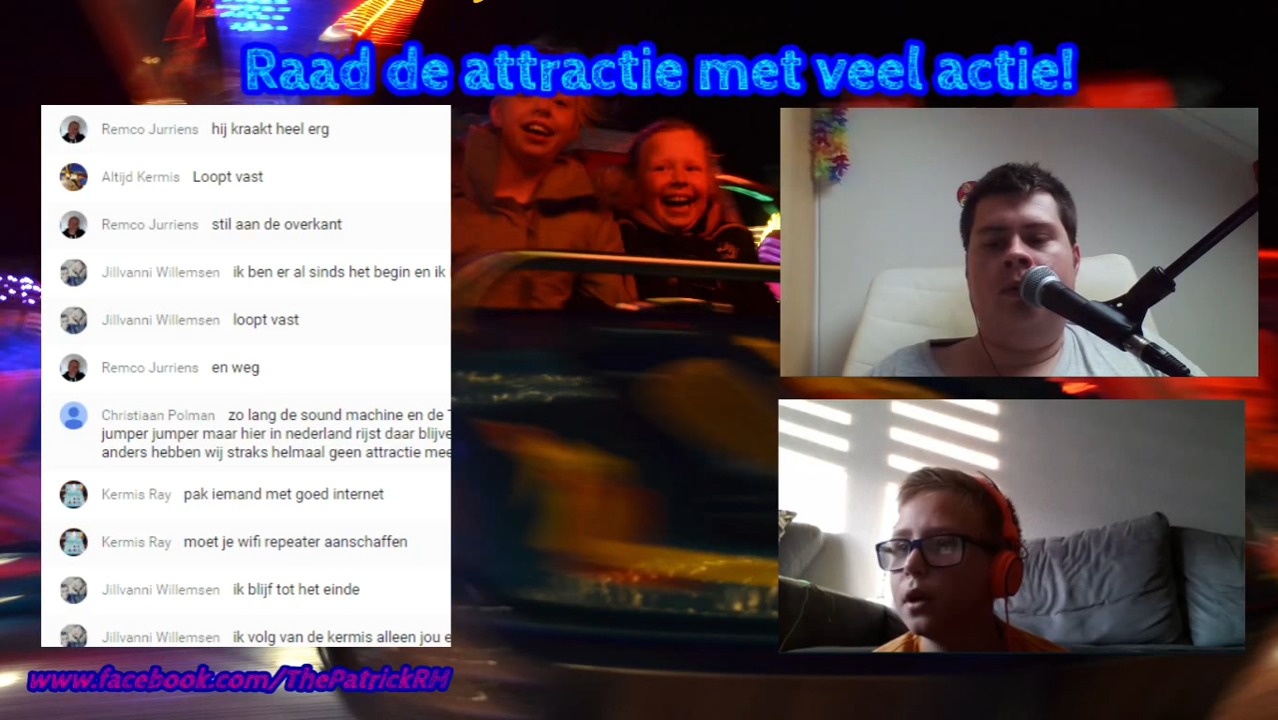 Raad de attractie met veel actie!
Remco Jurriens hij kraakt heel erg
Altijd Kermis Loopt vast
Remco Jurriens stil aan de overkant
Jillvanni Willemsen ik ben er al sinds het begin en ik
Jillvanni Willemsen loopt vast
Remco Jurriens en weg
Christiaan Polman zo lang de sound machine en de
jumper jumper maar hier in nederland rijst daar
anders hebben wij straks helmaal geen attractie
Kermis Ray pak iemand met goed internet
Kermis Ray moet je wifi repeater aanschaffen
Jillvanni Willemsen ik blijf tot het einde
Jillvanni Willemsen ik volg van de kermis alleen jou
www.facebook.com/ThePatrickRH